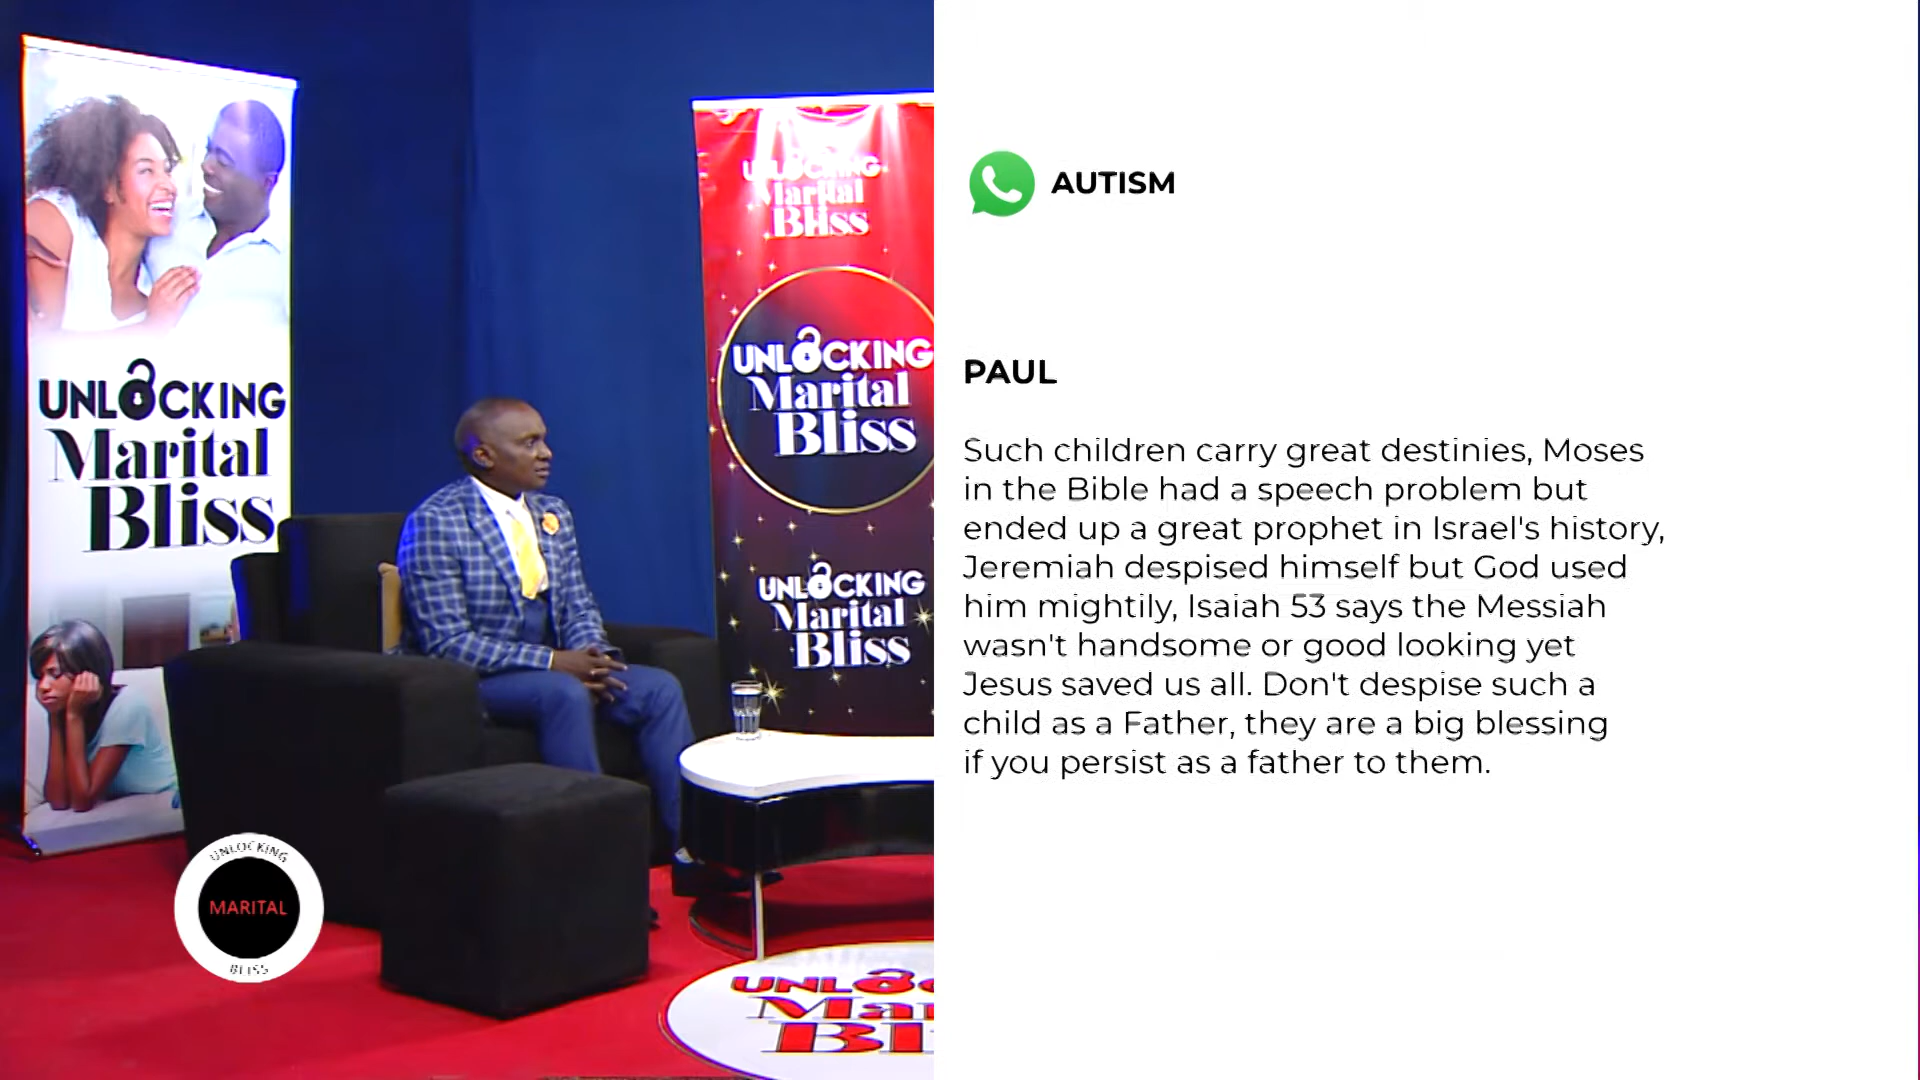 UNLOCKING
Marital
Bliss
UNLOCKING
Marital
Bliss
UNLOCKING
Marital
Bliss
UNLOCKING
Marital
Bliss
UNLOCKING
MARITAL
BLISS
AUTISM
PAUL
Such children carry great destinies, Moses
in the Bible had a speech problem but
ended up a great prophet in Israel's history,
Jeremiah despised himself but God used
him mightily, Isaiah 53 says the Messiah
wasn't handsome or good looking yet
Jesus saved us all. Don't despise such a
child as a Father, they are a big blessing
if you persist as a father to them.